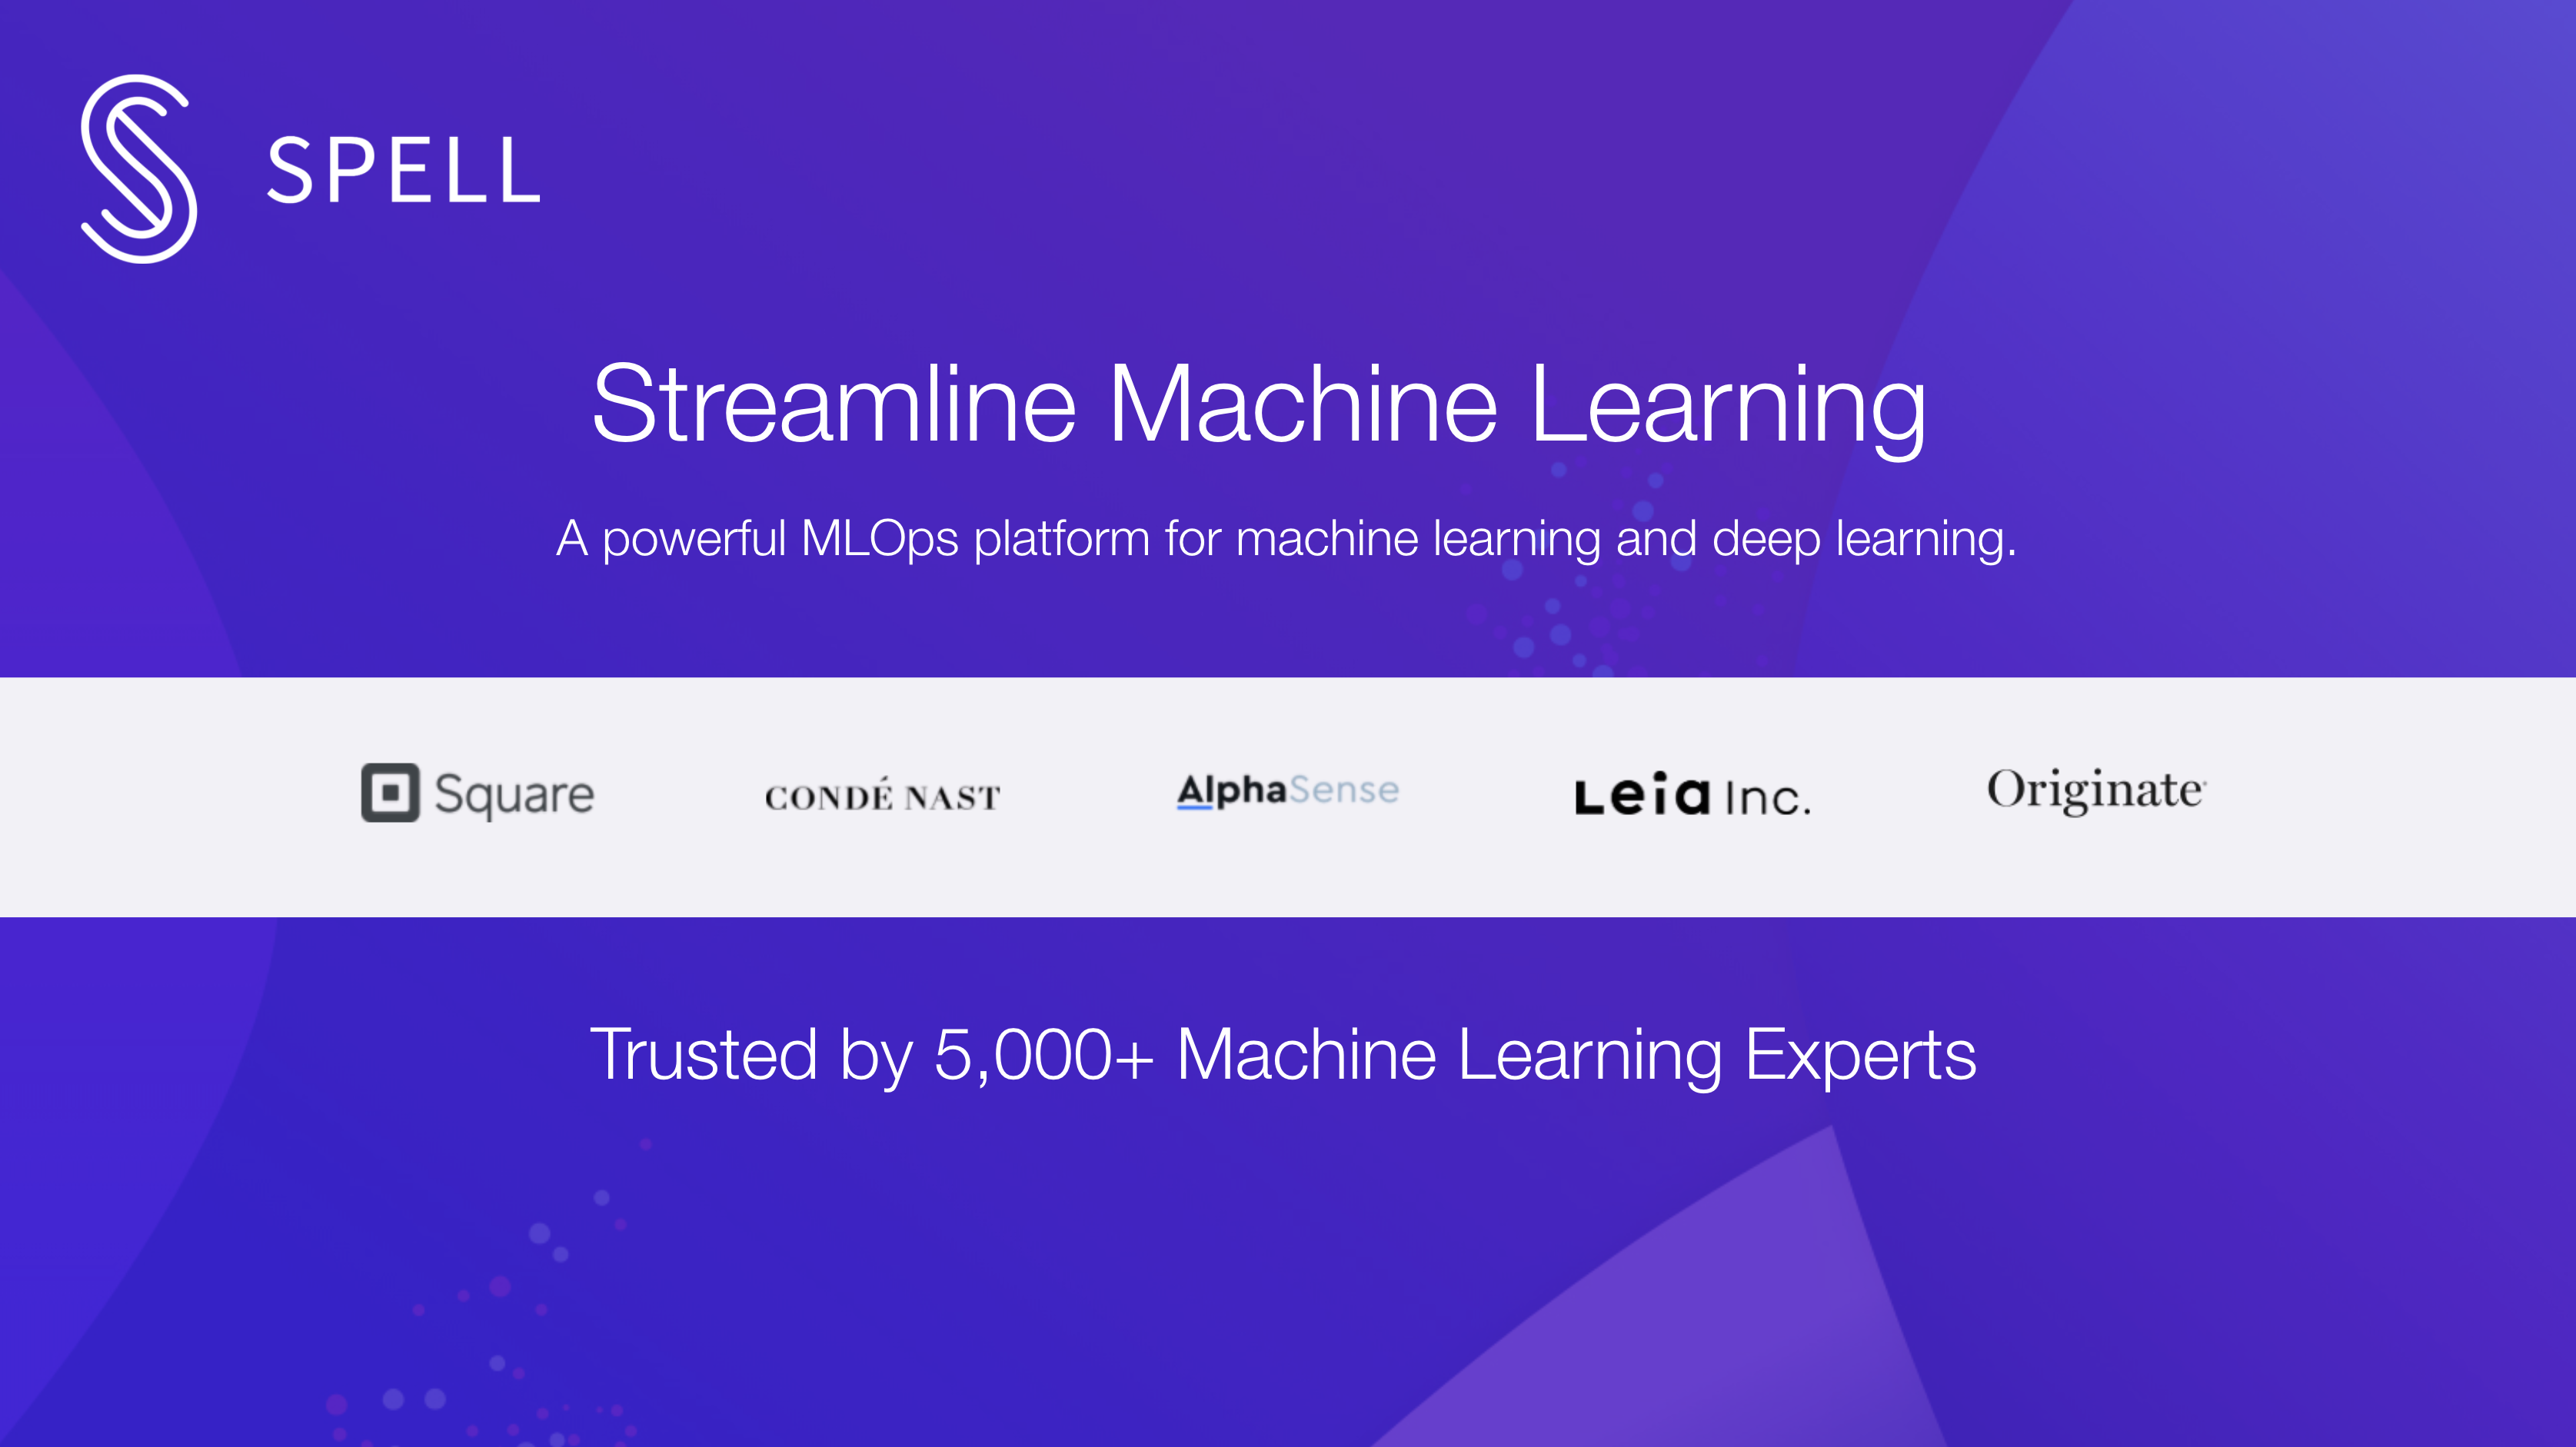 SPELL
Streamline Machine Learning
A powerful MLOps platform for machine learning and deep learning.
Square
CONDÉ NAST
AlphaSense
Leia Inc.
Originate
Trusted by 5,000+ Machine Learning Experts